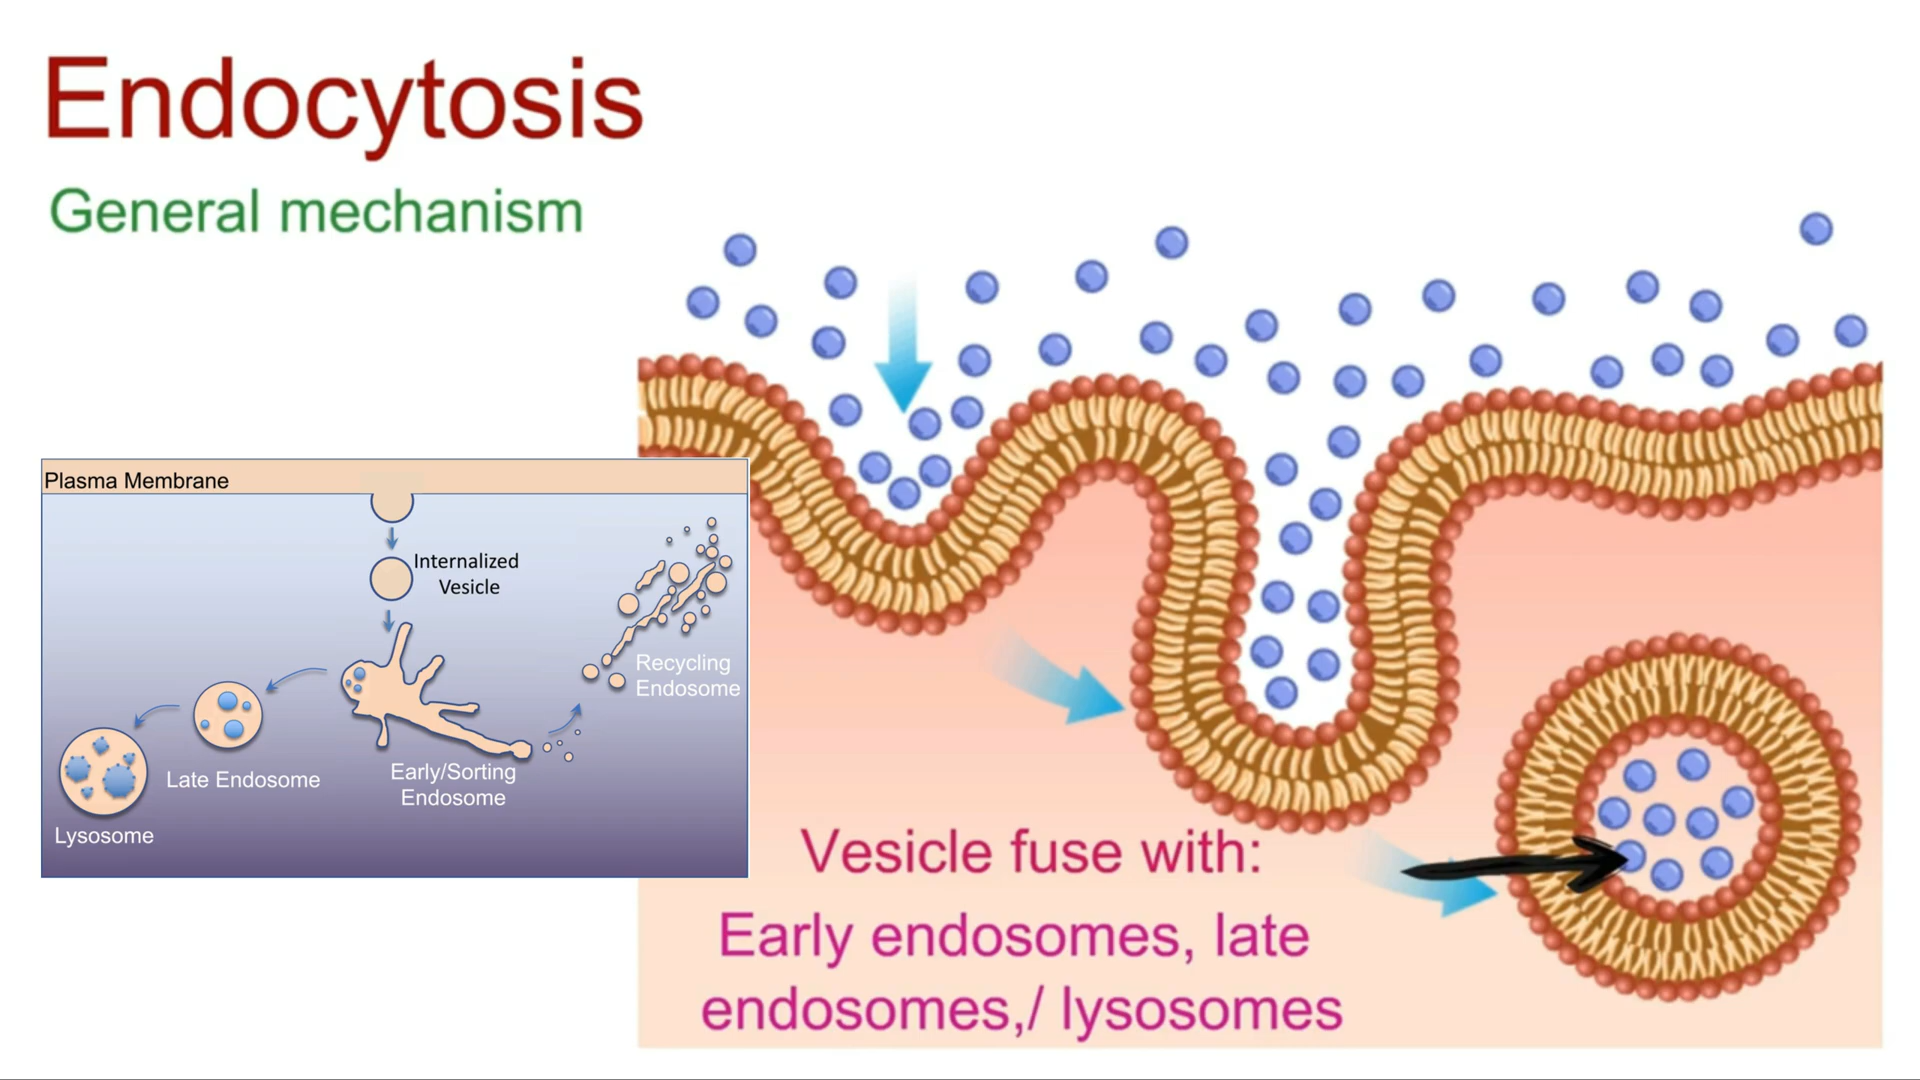 Endocytosis
General mechanism
Plasma Membrane
Internalized
Vesicle
Recycling
Endosome
Early/Sorting
Endosome
Late Endosome
Lysosome
Vesicle fuse with:
Early endosomes, late
endosomes,/ lysosomes